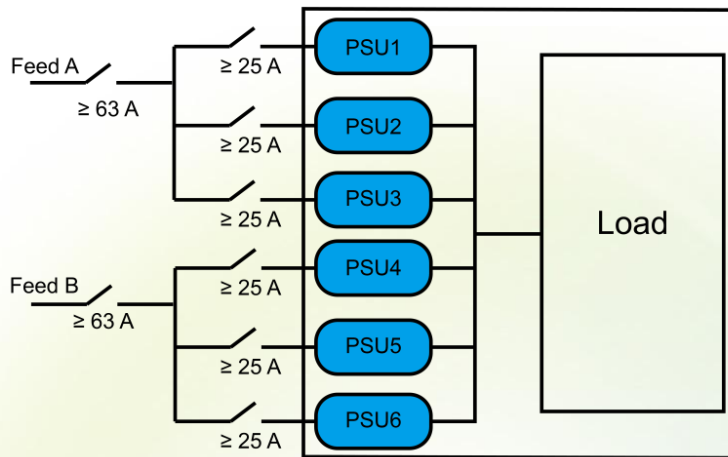 Feed A
≥ 63 A
≥ 25 A
PSU1
≥ 25 A
PSU2
≥ 25 A
PSU3
Feed B
≥ 63 A
≥ 25 A
PSU4
≥ 25 A
PSU5
≥ 25 A
PSU6
Load